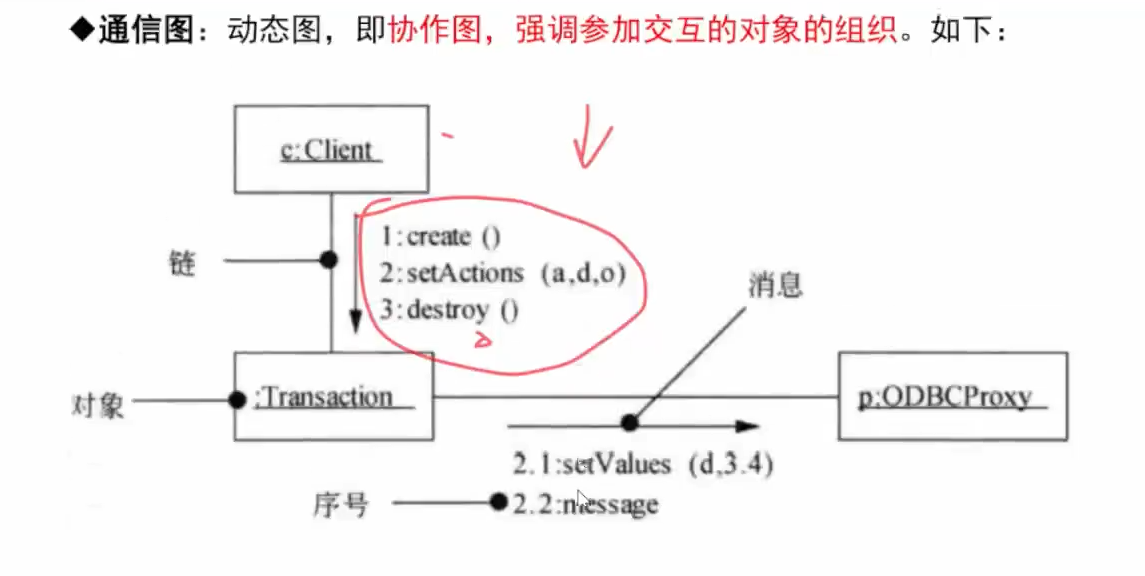 ◆通信图：动态图，即协作图，强调参加交互的对象的组织。如下：
c:Client
1:create ()
2:setActions (a,d,o)
3:destroy ()
链
消息
对象
:Transaction
p:ODBCProxy
2.1:setValues (d,3.4)
序号
2.2:message